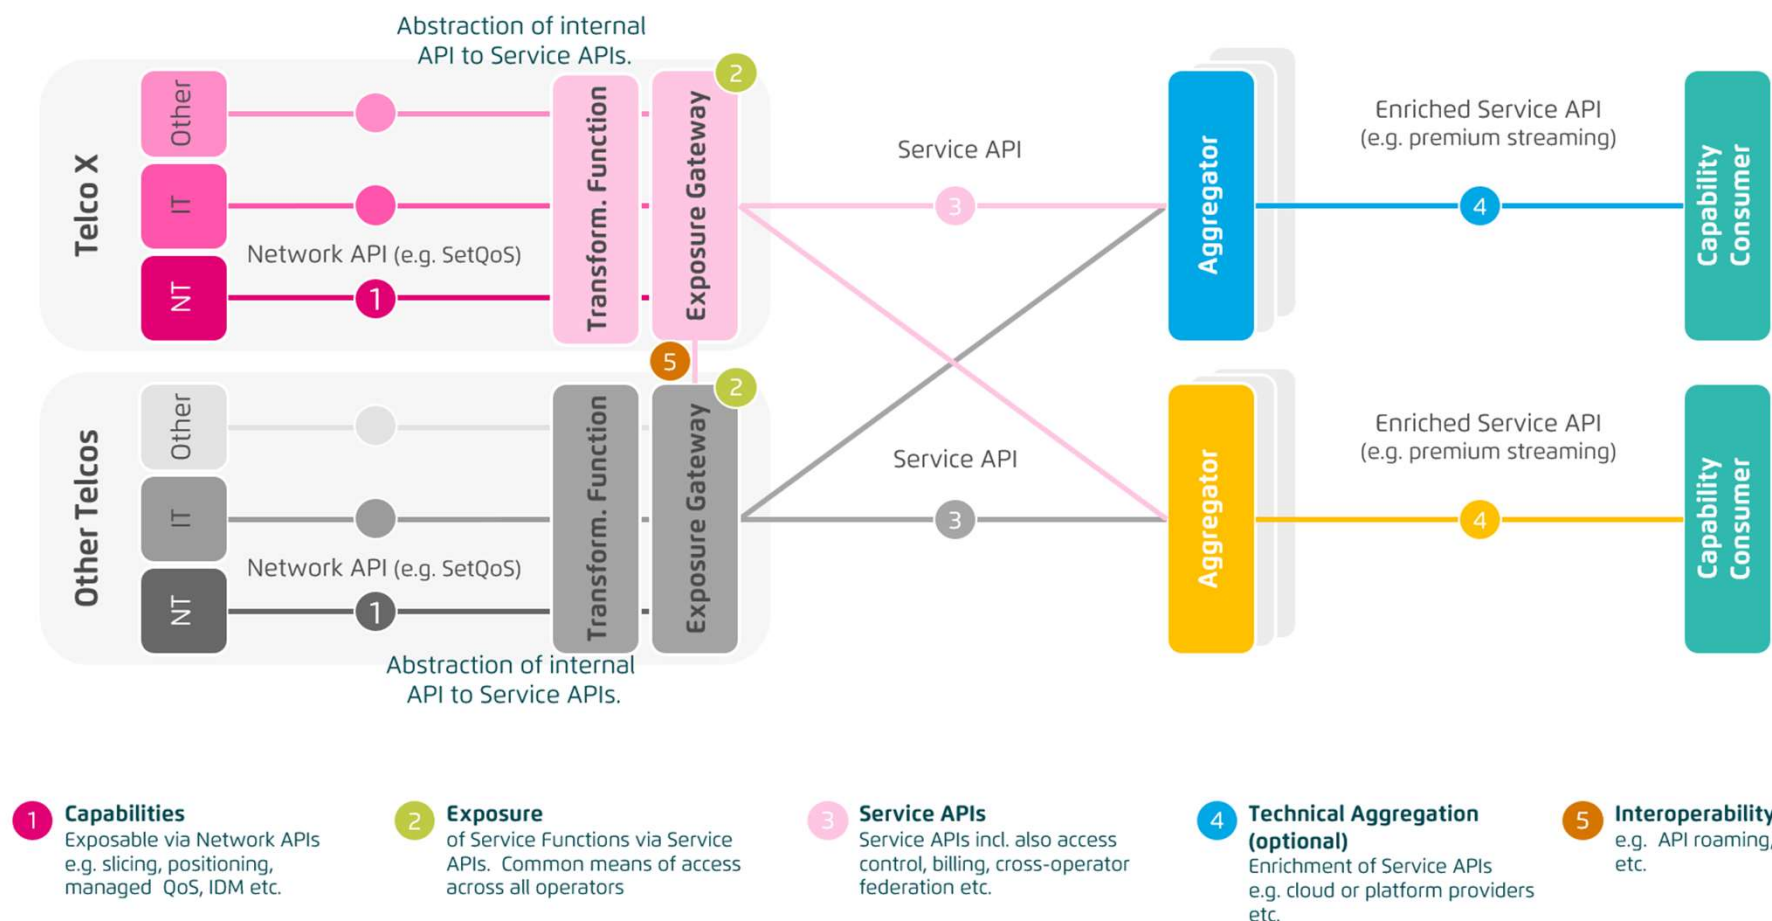 Abstraction of internal
API to Service APIs.
2
Telco X
Other
IT
NT
Network API (e.g. SetQoS)
1
Transform. Function
Exposure Gateway
Service API
3
Aggregator
Enriched Service API
(e.g. premium streaming)
4
Capability
Consumer
5
2
Other Telcos
Other
IT
NT
Network API (e.g. SetQoS)
1
Transform. Function
Exposure Gateway
Service API
3
Aggregator
Enriched Service API
(e.g. premium streaming)
4
Capability
Consumer
Abstraction of internal
API to Service APIs.
1 Capabilities
Exposable via Network APIs
e.g. slicing, positioning,
managed QoS, IDM etc.
2 Exposure
of Service Functions via Service
APIs. Common means of access
across all operators
3 Service APIs
Service APIs incl. also access
control, billing, cross-operator
federation etc.
4 Technical Aggregation
(optional)
Enrichment of Service APIs
e.g. cloud or platform providers
etc.
5 Interoperability
e.g. API roaming,
etc.